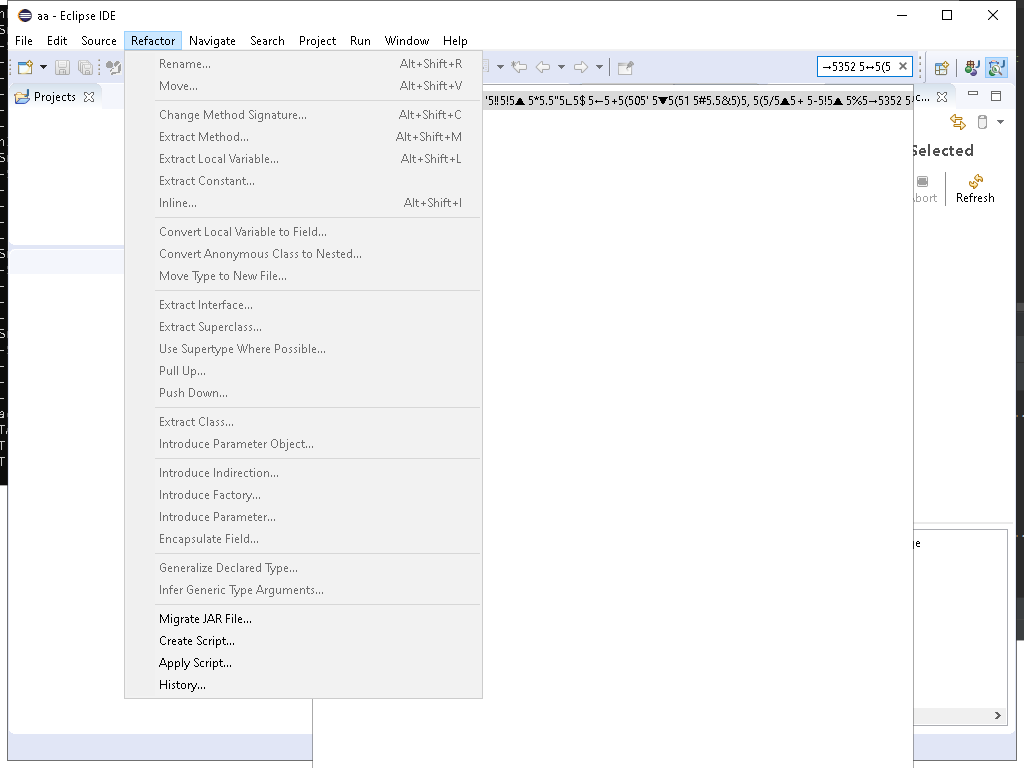 aa - Eclipse IDE
File Edit Source Refactor Navigate Search Project Run Window Help
→5352 5↔5(5
Projects
'5!!5!5▲ 5*5.5"5∟5$ 5←5+5(505' 5▼5(51 5#5.5&5)5, 5(5/5▲5+ 5-5!5▲ 5%5→5352 5
c...
Selected
Abort Refresh
Rename... Alt+Shift+R
Move... Alt+Shift+V
Change Method Signature... Alt+Shift+C
Extract Method... Alt+Shift+M
Extract Local Variable... Alt+Shift+L
Extract Constant...
Inline... Alt+Shift+I
Convert Local Variable to Field...
Convert Anonymous Class to Nested...
Move Type to New File...
Extract Interface...
Extract Superclass...
Use Supertype Where Possible...
Pull Up...
Push Down...
Extract Class...
Introduce Parameter Object...
Introduce Indirection...
Introduce Factory...
Introduce Parameter...
Encapsulate Field...
Generalize Declared Type...
Infer Generic Type Arguments...
Migrate JAR File...
Create Script...
Apply Script...
History...